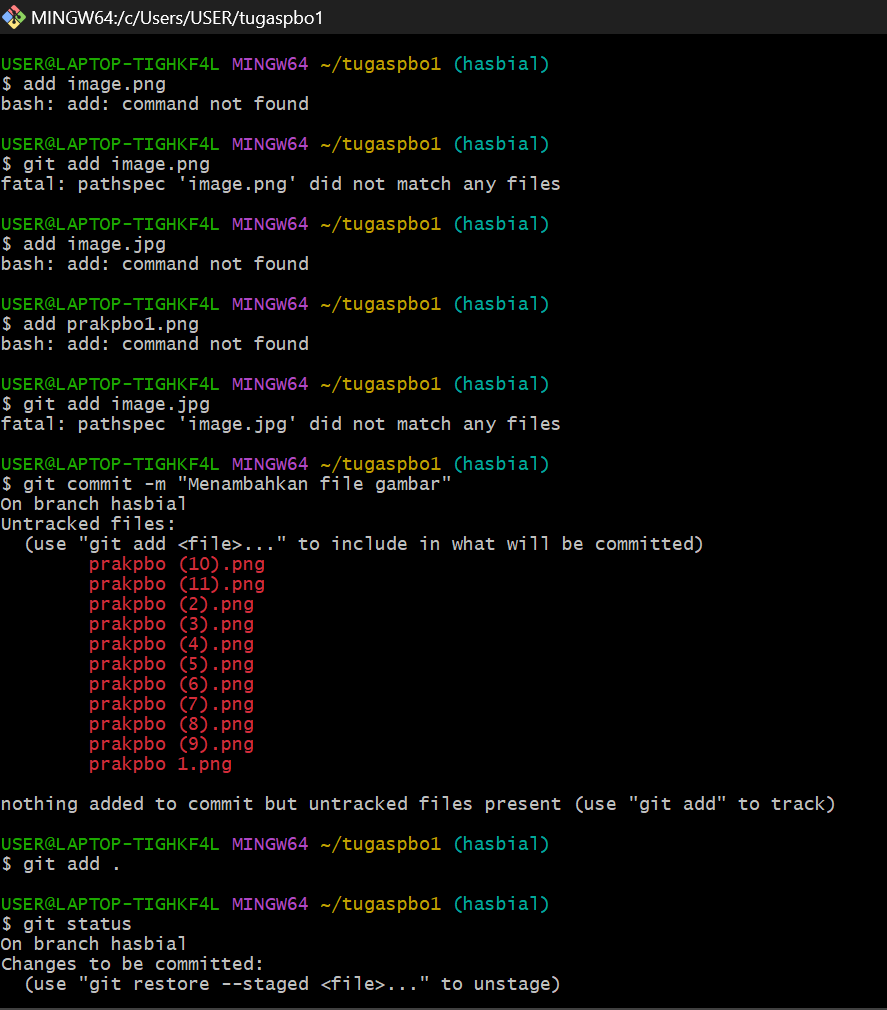 MINGW64:/c/Users/USER/tugaspbo1
USER@LAPTOP-TIGHKF4L MINGW64 ~/tugaspbo1 (hasbial)
$ add image.png
bash: add: command not found
USER@LAPTOP-TIGHKF4L MINGW64 ~/tugaspbo1 (hasbial)
$ git add image.png
fatal: pathspec 'image.png' did not match any files
USER@LAPTOP-TIGHKF4L MINGW64 ~/tugaspbo1 (hasbial)
$ add image.jpg
bash: add: command not found
USER@LAPTOP-TIGHKF4L MINGW64 ~/tugaspbo1 (hasbial)
$ add prakpbo1.png
bash: add: command not found
USER@LAPTOP-TIGHKF4L MINGW64 ~/tugaspbo1 (hasbial)
$ git add image.jpg
fatal: pathspec 'image.jpg' did not match any files
USER@LAPTOP-TIGHKF4L MINGW64 ~/tugaspbo1 (hasbial)
$ git commit -m "Menambahkan file gambar"
On branch hasbial
Untracked files:
  (use "git add <file>..." to include in what will be committed)
        prakpbo (10).png
        prakpbo (11).png
        prakpbo (2).png
        prakpbo (3).png
        prakpbo (4).png
        prakpbo (5).png
        prakpbo (6).png
        prakpbo (7).png
        prakpbo (8).png
        prakpbo (9).png
        prakpbo 1.png
nothing added to commit but untracked files present (use "git add" to track)
USER@LAPTOP-TIGHKF4L MINGW64 ~/tugaspbo1 (hasbial)
$ git add .
USER@LAPTOP-TIGHKF4L MINGW64 ~/tugaspbo1 (hasbial)
$ git status
On branch hasbial
Changes to be committed:
  (use "git restore --staged <file>..." to unstage)